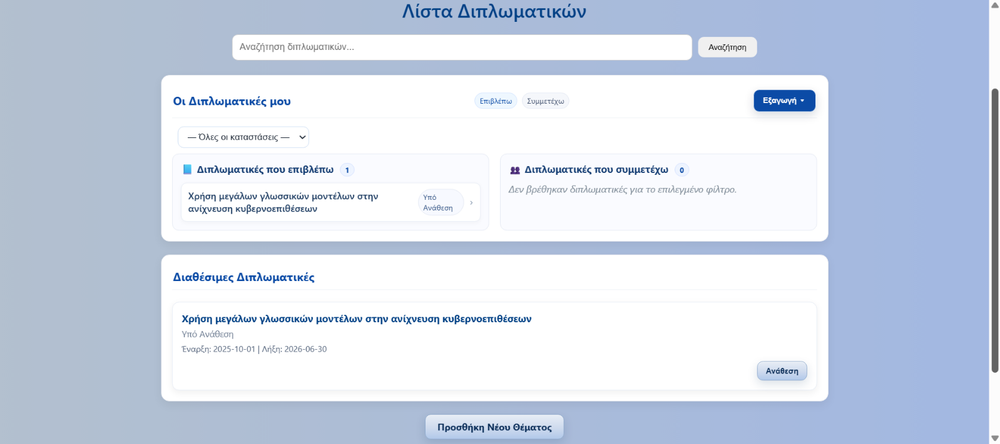 Λίστα Διπλωματικών
Αναζήτηση διπλωματικών...
Αναζήτηση
Οι Διπλωματικές μου
Επιβλέπω
Συμμετέχω
Εξαγωγή
— Όλες οι καταστάσεις —
Διπλωματικές που επιβλέπω 1
Χρήση μεγάλων γλωσσικών μοντέλων στην
ανίχνευση κυβερνοεπιθέσεων
Υπό
Ανάθεση
Διπλωματικές που συμμετέχω 0
Δεν βρέθηκαν διπλωματικές για το επιλεγμένο φίλτρο.
Διαθέσιμες Διπλωματικές
Χρήση μεγάλων γλωσσικών μοντέλων στην ανίχνευση κυβερνοεπιθέσεων
Υπό Ανάθεση
Έναρξη: 2025-10-01 | Λήξη: 2026-06-30
Ανάθεση
Προσθήκη Νέου Θέματος